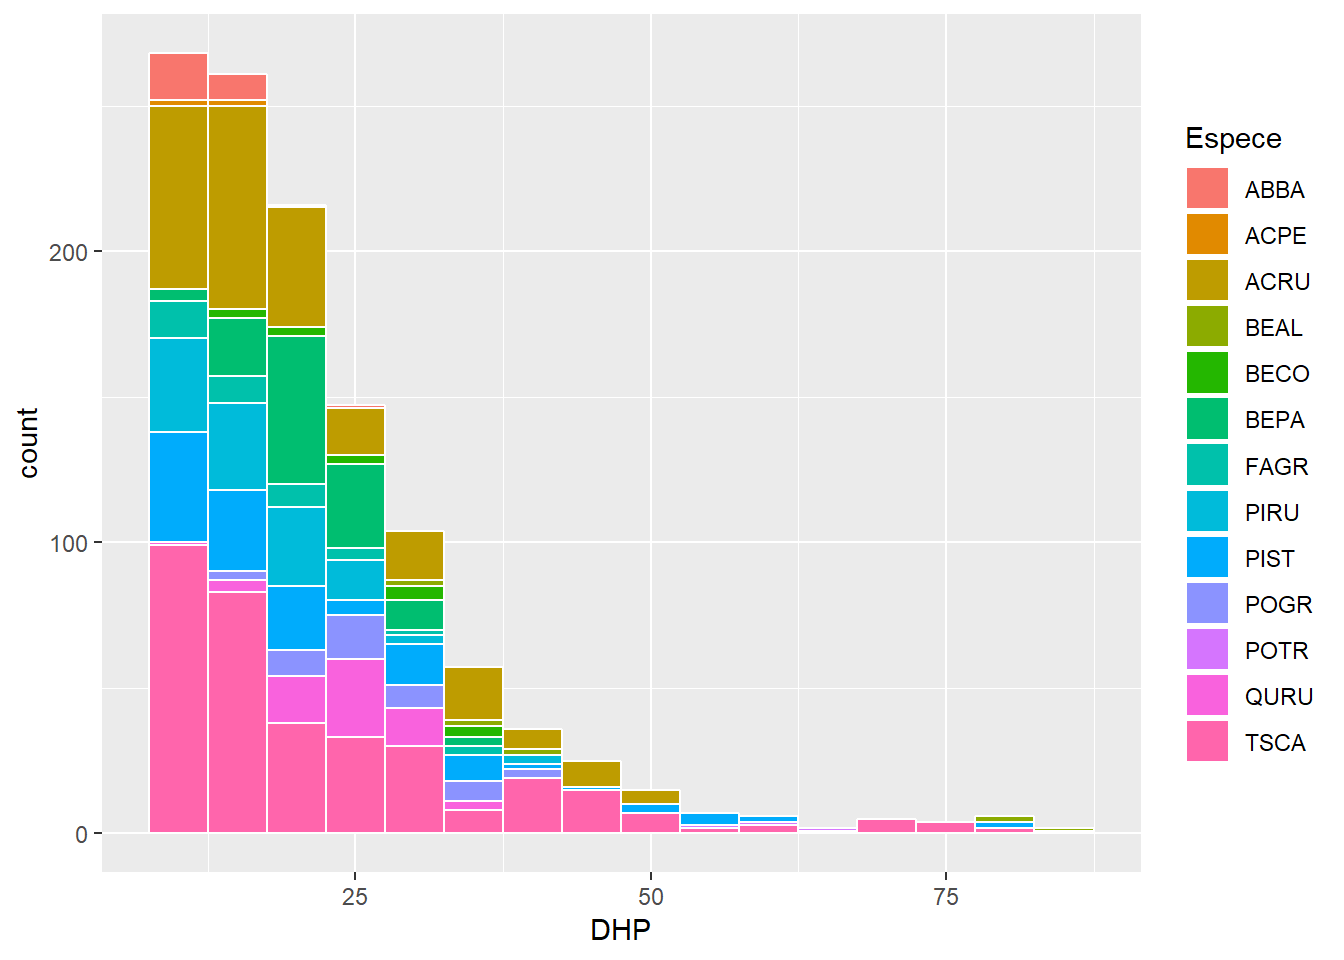 count
200
100
0
25
50
75
DHP
Espece
ABBA
ACPE
ACRU
BEAL
BECO
BEPA
FAGR
PIRU
PIST
POGR
POTR
QURU
TSCA